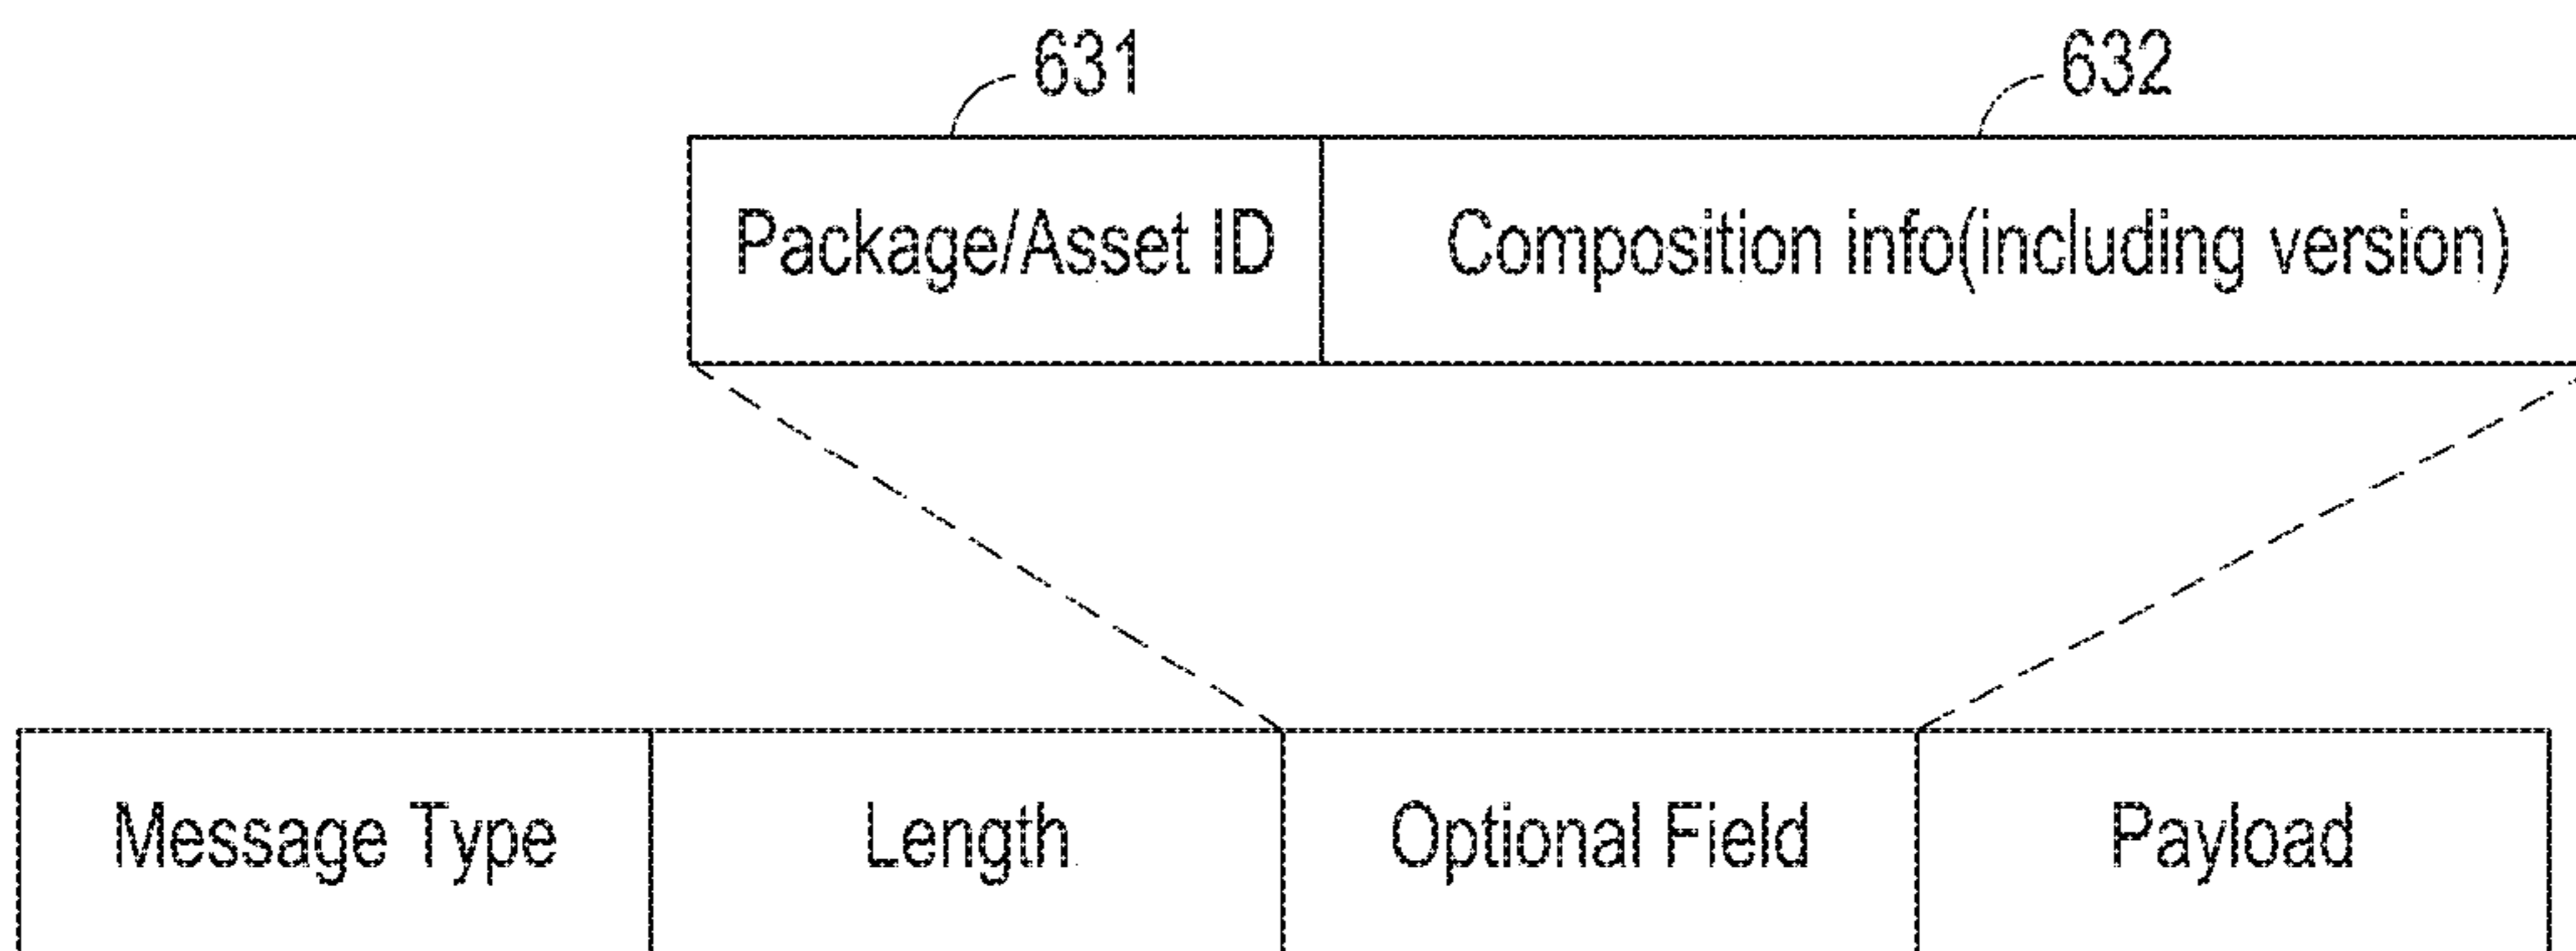 631 632
Package/Asset ID Composition info(including version)
Message Type Length Optional Field Payload